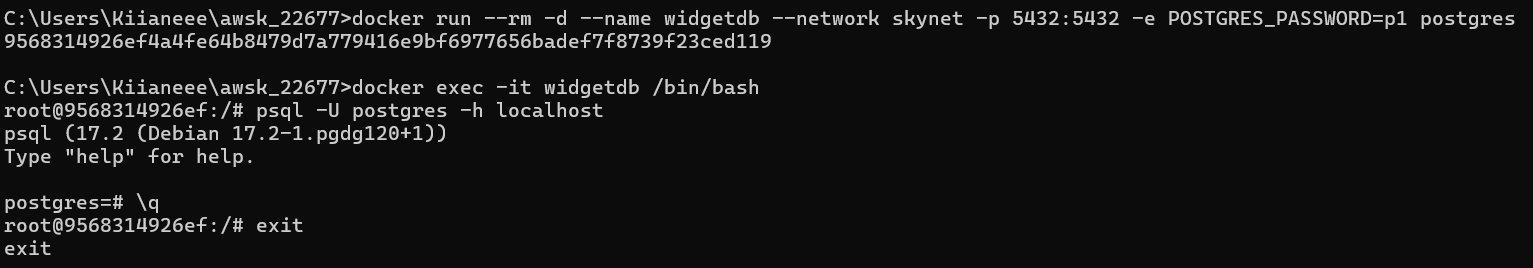 C:\Users\Kiianeee\awsk_22677>docker run --rm -d --name widgetdb --network skynet -p 5432:5432 -e POSTGRES_PASSWORD=p1 postgres
9568314926ef4a4fe64b8479d7a779416e9bf6977656badef7f8739f23ced119
C:\Users\Kiianeee\awsk_22677>docker exec -it widgetdb /bin/bash
root@9568314926ef:/# psql -U postgres -h localhost
psql (17.2 (Debian 17.2-1.pgdg120+1))
Type "help" for help.
postgres=# \q
root@9568314926ef:/# exit
exit